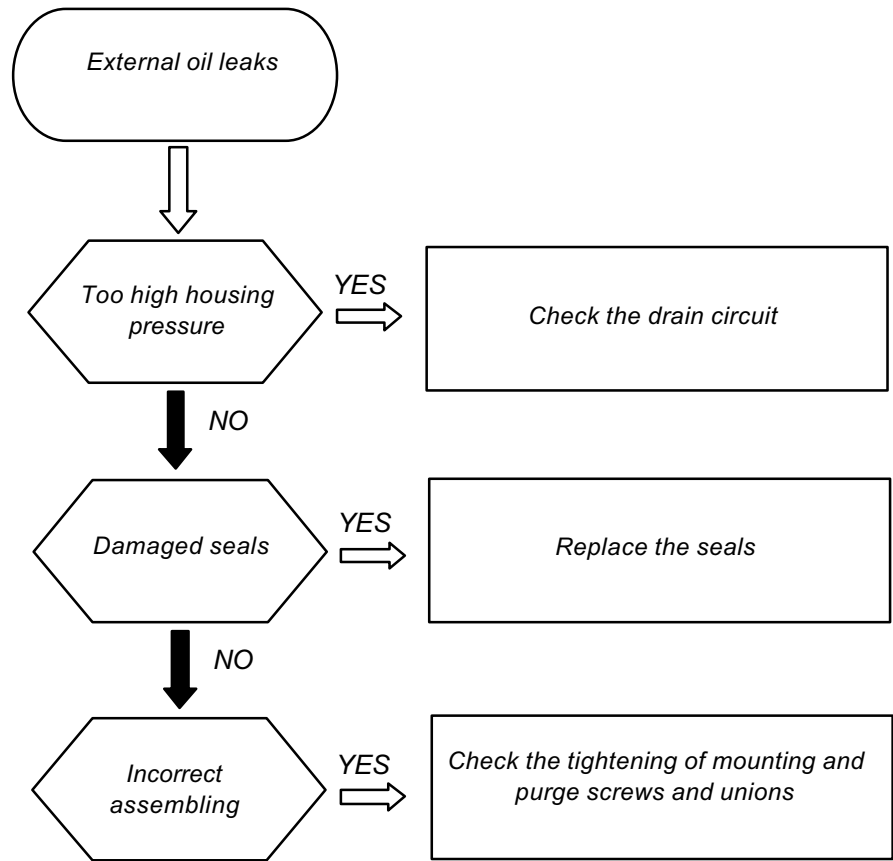 External oil leaks
Too high housing
pressure
YES
Check the drain circuit
NO
Damaged seals
YES
Replace the seals
NO
Incorrect
assembling
YES
Check the tightening of mounting and
purge screws and unions